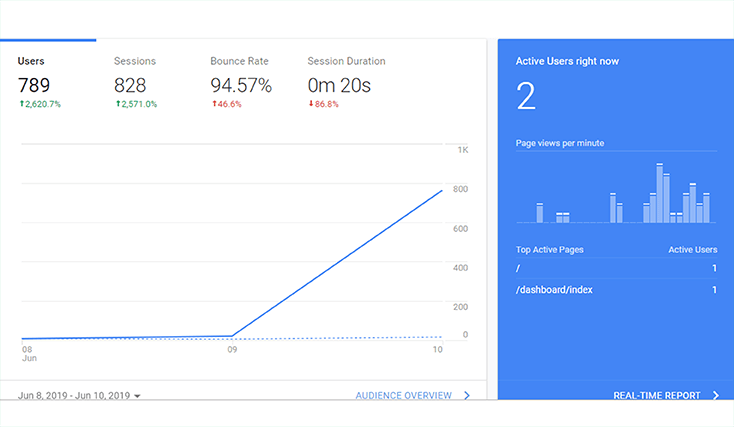 Users Sessions Bounce Rate Session Duration
789 828 94.57% 0m 20s
2,620.7% 2,571.0% 46.6% 86.8%
1K
800
600
400
200
0
08 09 10
Jun
Jun 8, 2019 - Jun 10, 2019 AUDIENCE OVERVIEW
Active Users right now
2
Page views per minute
Top Active Pages Active Users
/ 1
/dashboard/index 1
REAL-TIME REPORT